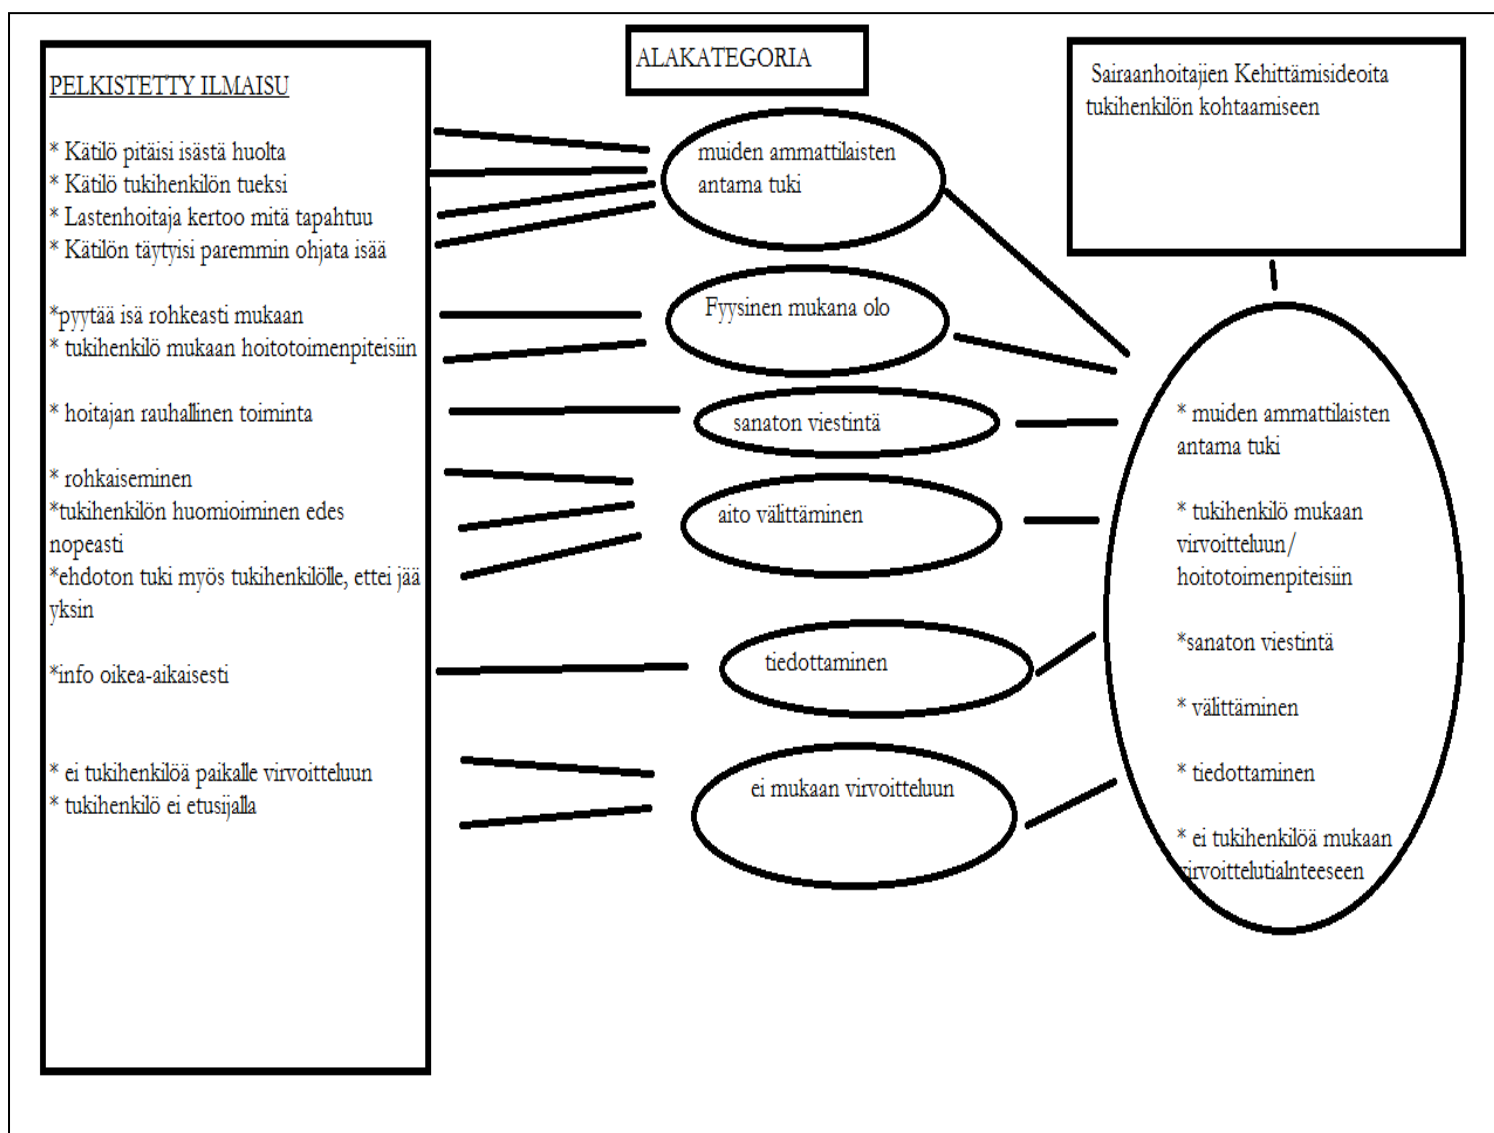 PELKISTETTY ILMAISU
* Kätilö pitäisi isästä huolta
* Kätilö tukihenkilön tueksi
* Lastenhoitaja kertoo mitä tapahtuu
* Kätilön täytyisi paremmin ohjata isää
*pyytää isä rohkeasti mukaan
* tukihenkilö mukaan hoitotoimenpiteisiin
* hoitajan rauhallinen toiminta
* rohkaiseminen
*tukihenkilön huomioiminen edes
nopeasti
*ehdoton tuki myös tukihenkilölle, ettei jää
yksin
*info oikea-aikaisesti
* ei tukihenkilöä paikalle virvoitteluun
* tukihenkilö ei etusijalla
ALAKATEGORIA
muiden ammattilaisten
antama tuki
Fyysinen mukana olo
sanaton viestintä
aito välittäminen
tiedottaminen
ei mukaan virvoitteluun
Sairaanhoitajien Kehittämisideoita
tukihenkilön kohtaamiseen
* muiden ammattilaisten
antama tuki
* tukihenkilö mukaan
virvoitteluun/
hoitotoimenpiteisiin
*sanaton viestintä
* välittäminen
* tiedottaminen
* ei tukihenkilöä mukaan
virvoittelutialnteeseen